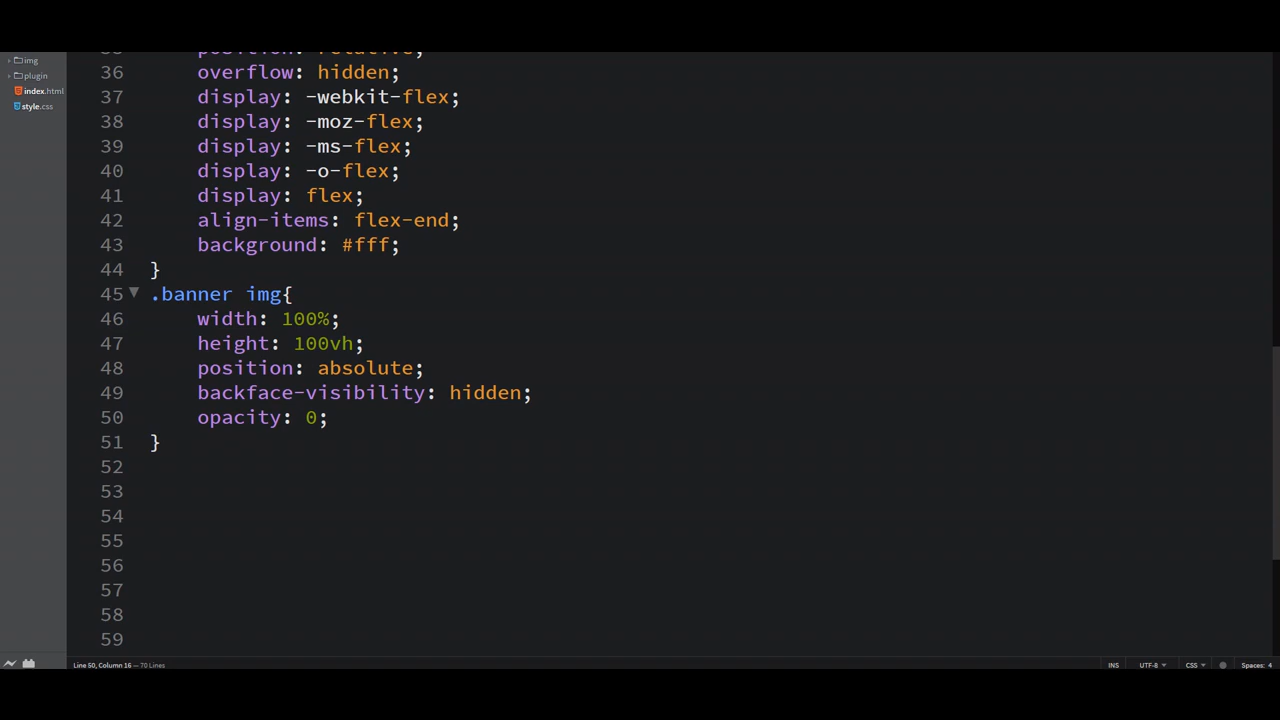 img
plugin
index.html
style.css
35 position: relative;
36 overflow: hidden;
37 display: -webkit-flex;
38 display: -moz-flex;
39 display: -ms-flex;
40 display: -o-flex;
41 display: flex;
42 align-items: flex-end;
43 background: #fff;
44 }
45 .banner img{
46 width: 100%;
47 height: 100vh;
48 position: absolute;
49 backface-visibility: hidden;
50 opacity: 0;
51 }
52
53
54
55
56
57
58
59
Line 50, Column 16 — 70 Lines
INS UTF-8 CSS Spaces: 4